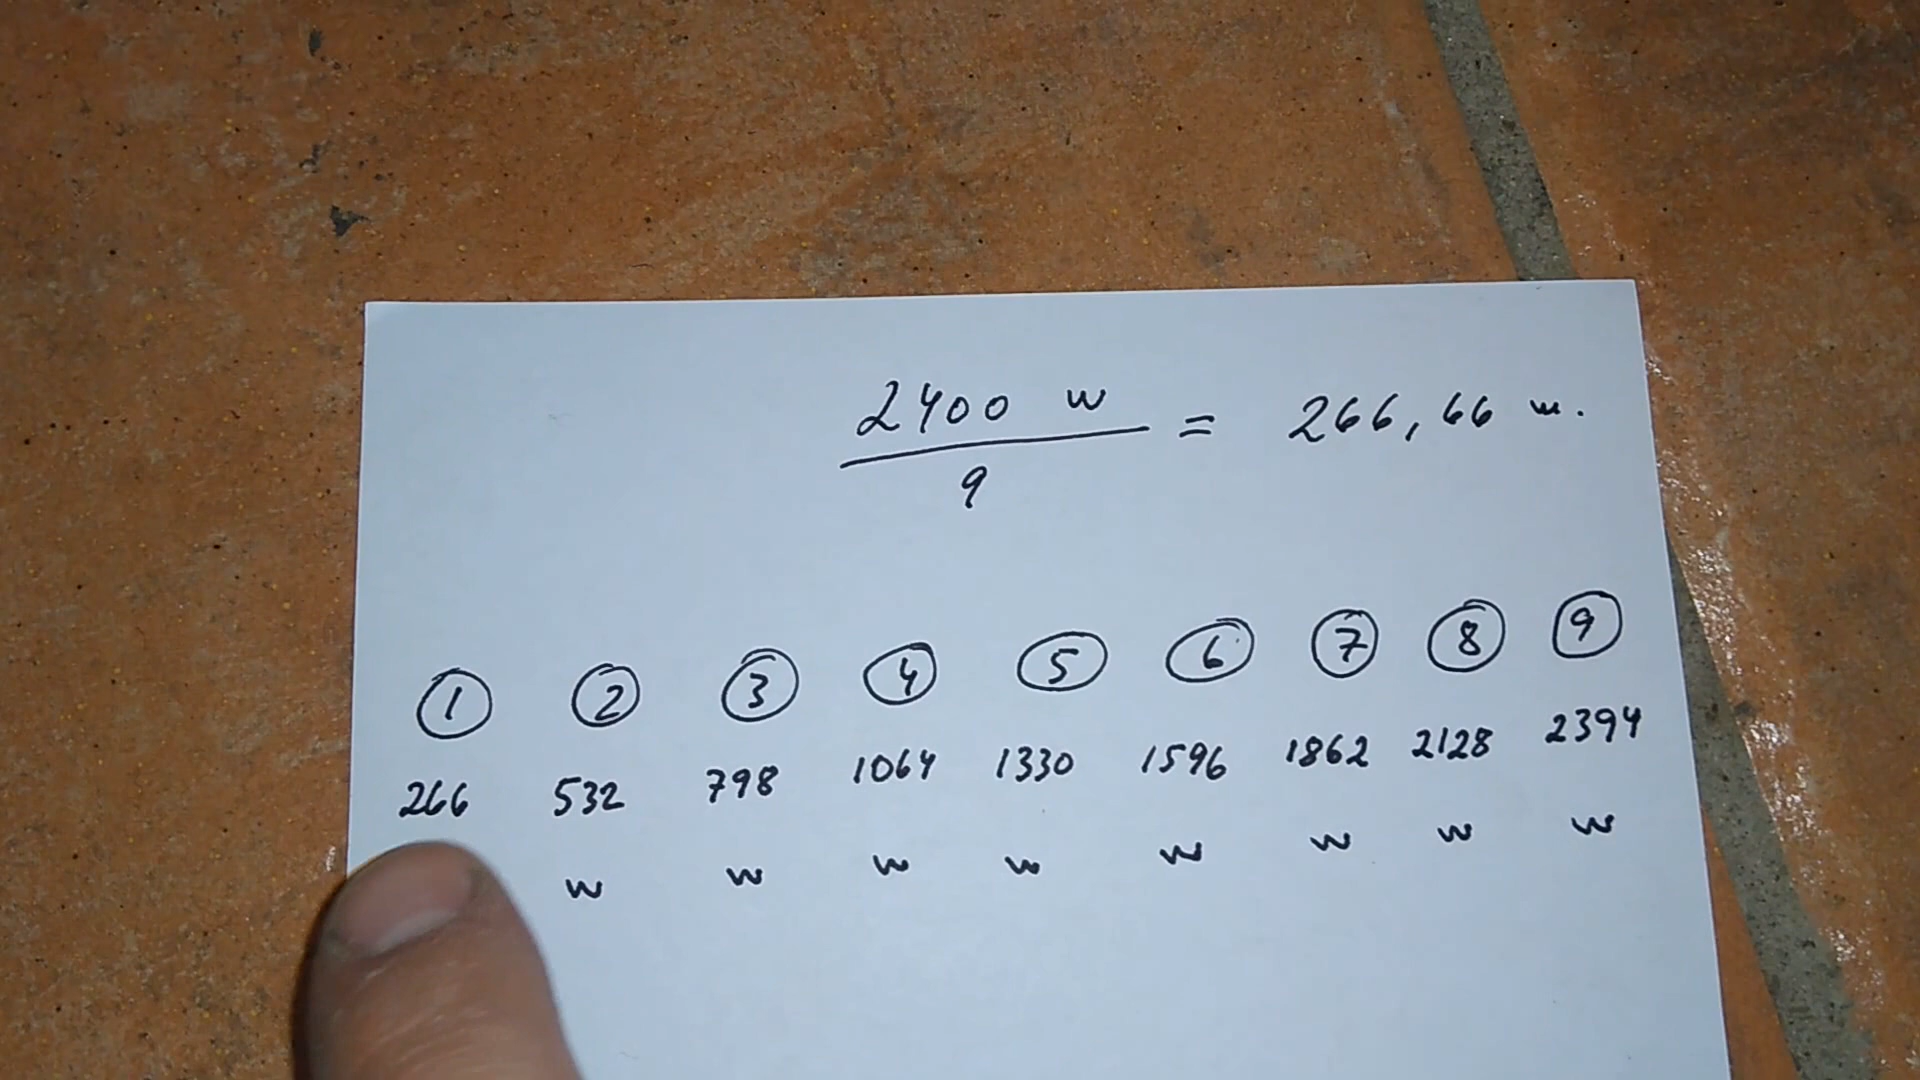 2400 w
9
= 266,66 w.
1 2 3 4 5 6 7 8 9
266 532 798 1064 1330 1596 1862 2128 2394
w w w w w w w w